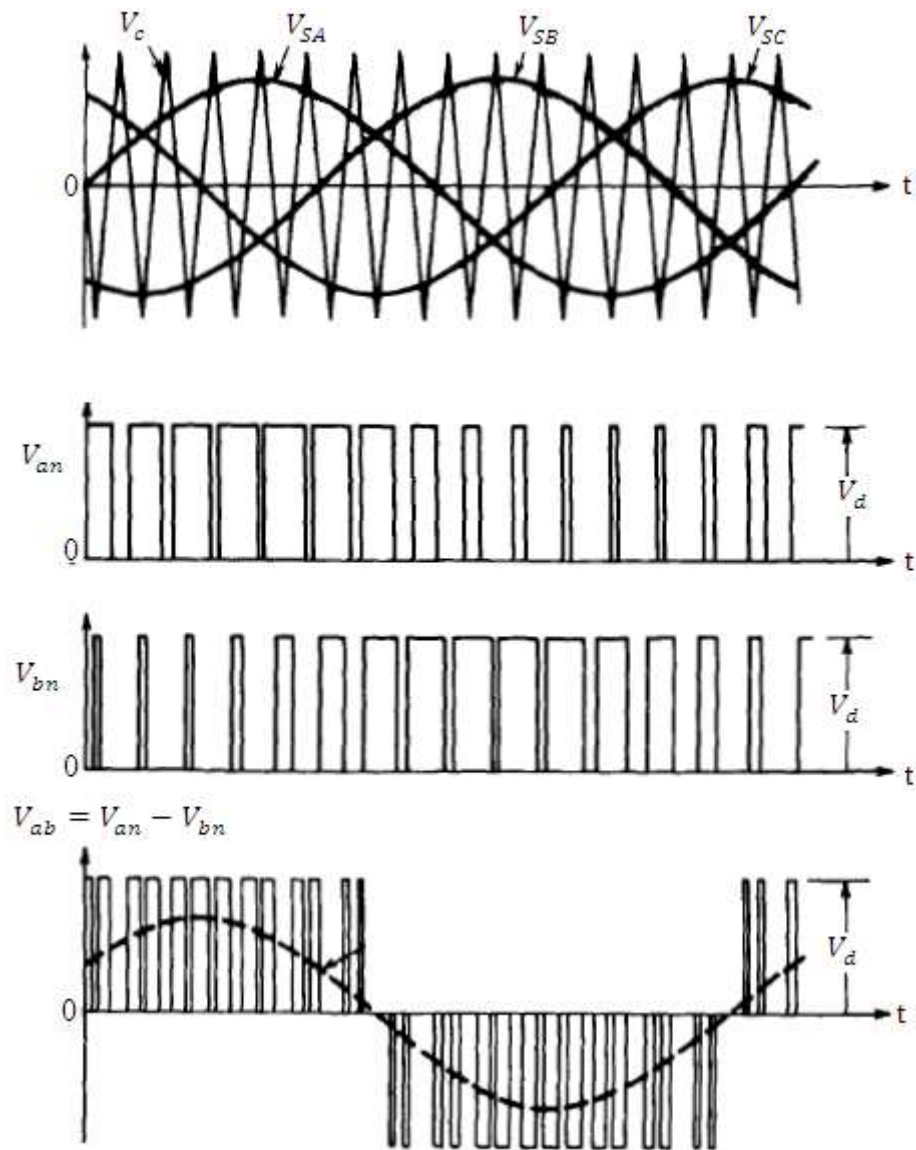 V_c V_SA V_SB V_SC
0 t
V_an V_d
0 t
V_bn V_d
0 t
V_ab = V_an − V_bn
V_d
0 t